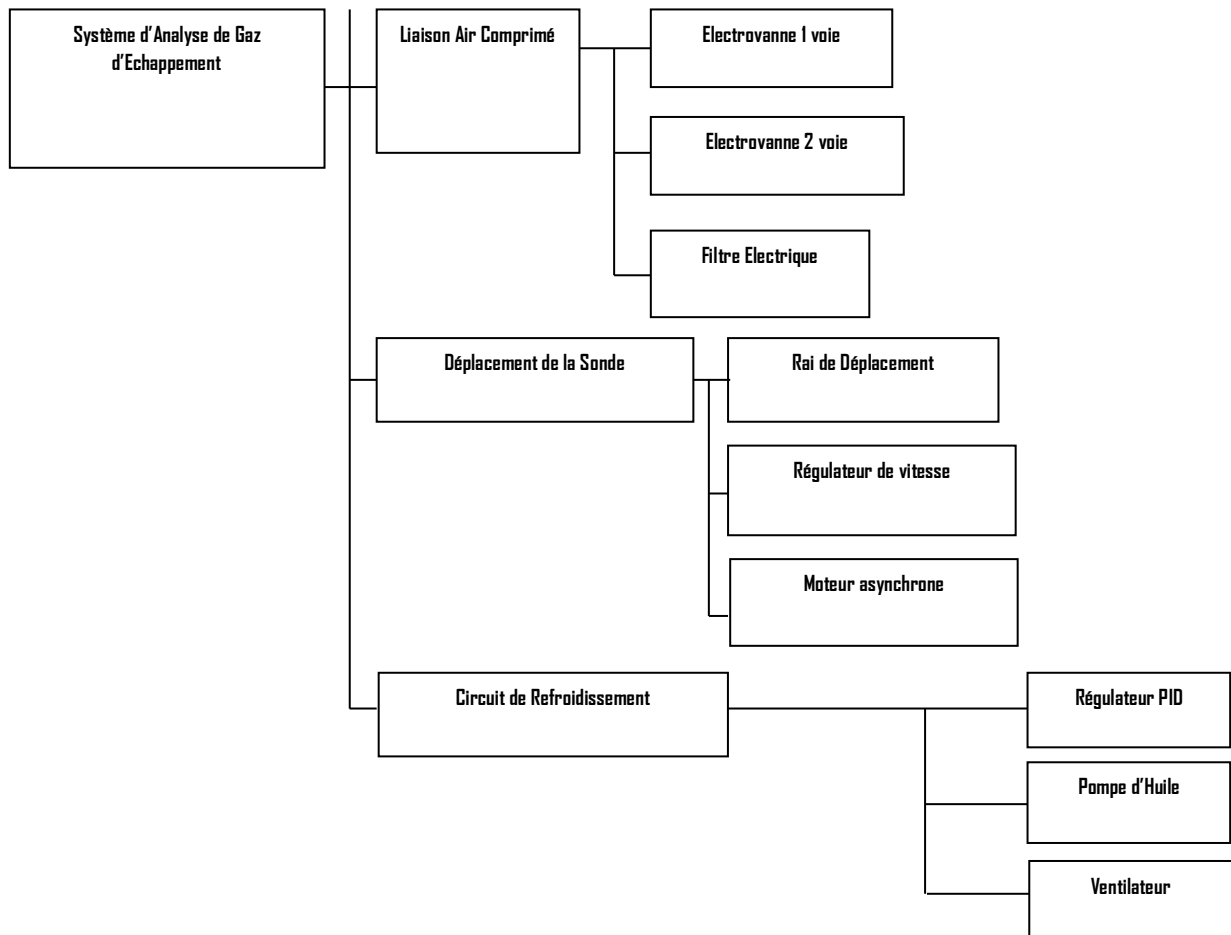 Système d'Analyse de Gaz
d'Echappement
Liaison Air Comprimé
Electrovanne 1 voie
Electrovanne 2 voie
Filtre Electrique
Déplacement de la Sonde
Rai de Déplacement
Régulateur de vitesse
Moteur asynchrone
Circuit de Refroidissement
Régulateur PID
Pompe d'Huile
Ventilateur